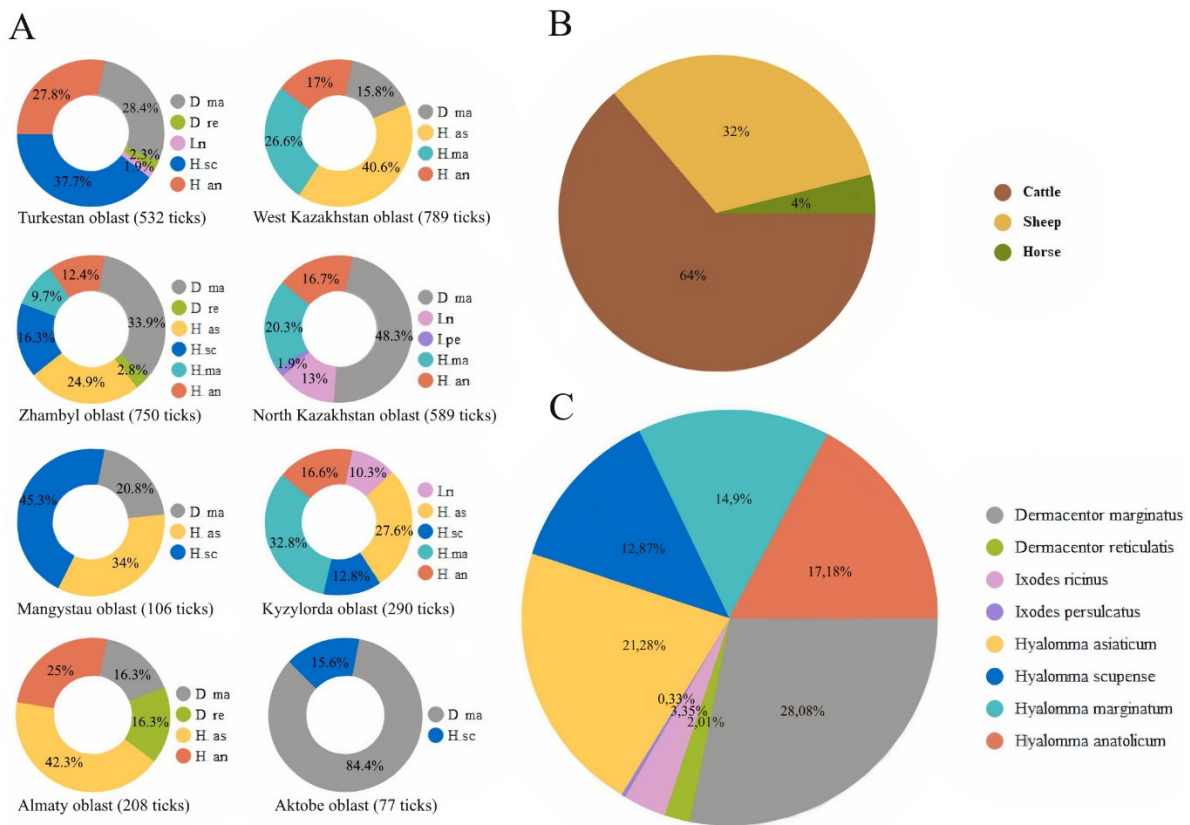 A
27.8%
28.4%
2.3%
1.9%
37.7%
D ma
D re
I.n
H.sc
H an
Turkestan oblast (532 ticks)
17%
15.8%
26.6%
40.6%
D ma
H. as
H.ma
H. an
West Kazakhstan oblast (789 ticks)
12.4%
9.7%
33.9%
16.3%
2.8%
24.9%
D ma
D re
H. as
H.sc
H.ma
H. an
Zhambyl oblast (750 ticks)
16.7%
20.3%
48.3%
1.9%
13%
D ma
I.n
I.pe
H.ma
H. an
North Kazakhstan oblast (589 ticks)
45.3%
20.8%
34%
D ma
H. as
H.sc
Mangystau oblast (106 ticks)
16.6%
10.3%
27.6%
32.8%
12.8%
I.n
H. as
H.sc
H.ma
H. an
Kyzylorda oblast (290 ticks)
25%
16.3%
16.3%
42.3%
D ma
D re
H. as
H an
Almaty oblast (208 ticks)
15.6%
84.4%
D ma
H.sc
Aktobe oblast (77 ticks)
B
32%
4%
64%
Cattle
Sheep
Horse
C
14,9%
12,87%
17,18%
21,28%
0,33%
3,35%
2,01%
28,08%
Dermacentor marginatus
Dermacentor reticulatis
Ixodes ricinus
Ixodes persulcatus
Hyalomma asiaticum
Hyalomma scupense
Hyalomma marginatum
Hyalomma anatolicum